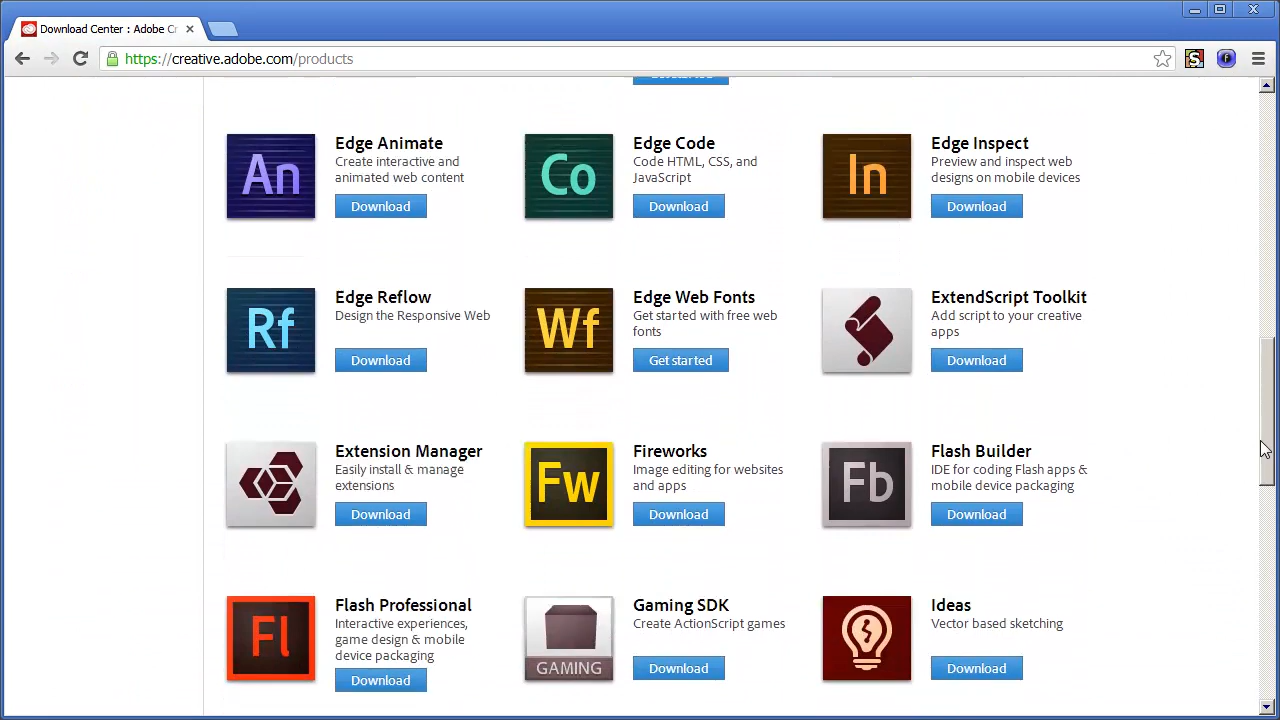 Download Center : Adobe Cr
https://creative.adobe.com/products
An
Edge Animate
Create interactive and
animated web content
Download
Co
Edge Code
Code HTML, CSS, and
JavaScript
Download
In
Edge Inspect
Preview and inspect web
designs on mobile devices
Download
Rf
Edge Reflow
Design the Responsive Web
Download
Wf
Edge Web Fonts
Get started with free web
fonts
Get started
ExtendScript Toolkit
Add script to your creative
apps
Download
Extension Manager
Easily install & manage
extensions
Download
Fw
Fireworks
Image editing for websites
and apps
Download
Fb
Flash Builder
IDE for coding Flash apps &
mobile device packaging
Download
Fl
Flash Professional
Interactive experiences,
game design & mobile
device packaging
Download
GAMING
Gaming SDK
Create ActionScript games
Download
Ideas
Vector based sketching
Download